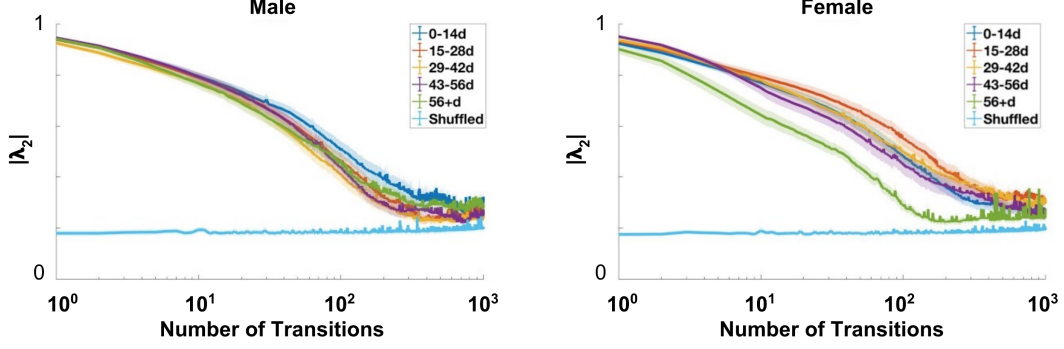 Male
1
0-14d
15-28d
29-42d
43-56d
56+d
Shuffled
|λ2|
0
10^0 10^1 10^2 10^3
Number of Transitions
Female
1
0-14d
15-28d
29-42d
43-56d
56+d
Shuffled
|λ2|
0
10^0 10^1 10^2 10^3
Number of Transitions